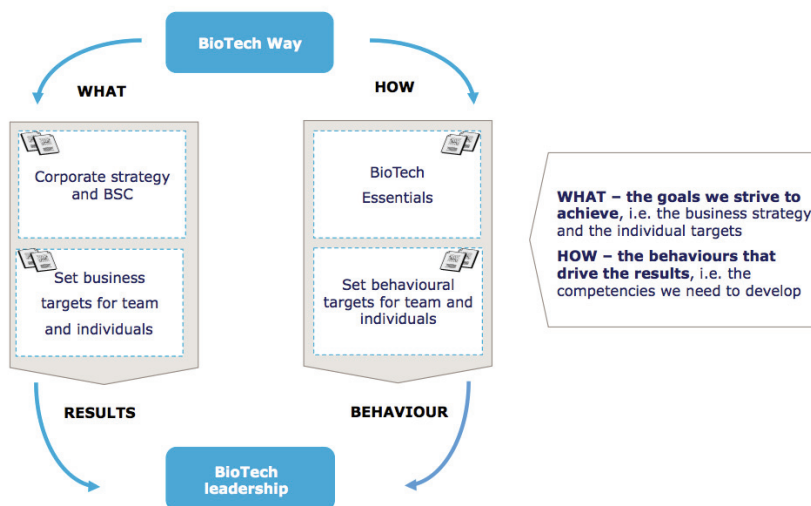 BioTech Way
WHAT
HOW
Corporate strategy
and BSC
Set business
targets for team
and individuals
BioTech
Essentials
Set behavioural
targets for team and
individuals
WHAT – the goals we strive to
achieve, i.e. the business strategy
and the individual targets
HOW – the behaviours that
drive the results, i.e. the
competencies we need to develop
RESULTS
BEHAVIOUR
BioTech
leadership